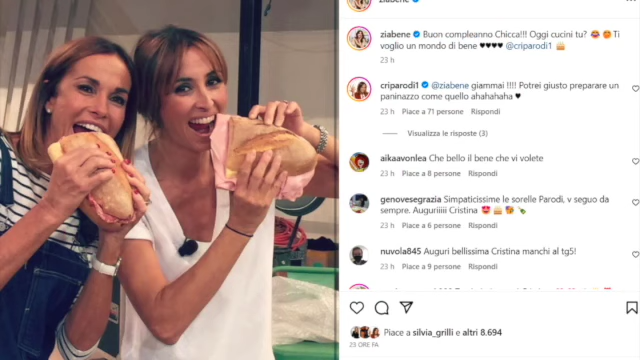 ziabene
ziabene Buon compleanno Chicca!!! Oggi cucini tu? 😂 🤩 Ti
voglio un mondo di bene ♥♥♥♥ @criparodi1 🎂
23 h
criparodi1 @ziabene giammai !!!! Potrei giusto preparare un
paninazzo come quello ahahahaha ♥
23 h Piace a 71 persone Rispondi
Visualizza le risposte (3)
aikaavonlea Che bello il bene che vi volete
23 h Piace a 8 persone Rispondi
genovesegrazia Simpaticissime le sorelle Parodi, v seguo da
sempre. Auguriiiii Cristina 😍 🎂 🥳 🍾
23 h Piace a 6 persone Rispondi
nuvola845 Auguri bellissima Cristina manchi al tg5!
23 h Piace a 9 persone Rispondi
Piace a silvia_grilli e altri 8.694
23 ORE FA